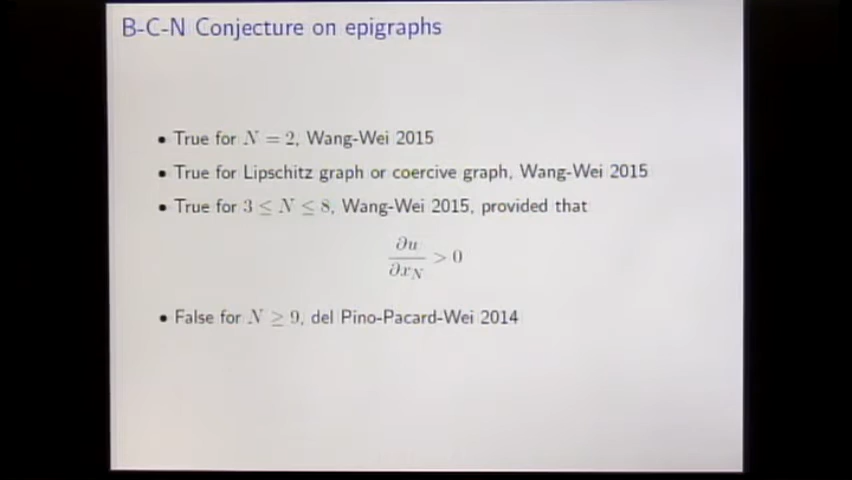 B-C-N Conjecture on epigraphs
• True for N = 2, Wang-Wei 2015
• True for Lipschitz graph or coercive graph, Wang-Wei 2015
• True for 3 ≤ N ≤ 8, Wang-Wei 2015, provided that
∂u/∂x_N > 0
• False for N ≥ 9, del Pino-Pacard-Wei 2014